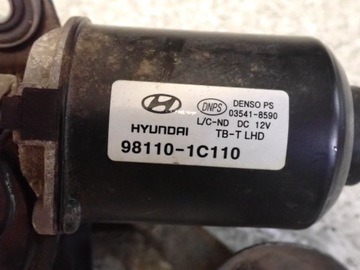 DNPS
DENSO PS
03541-8590
L/C-ND DC 12V
HYUNDAI TB-T LHD
98110-1C110